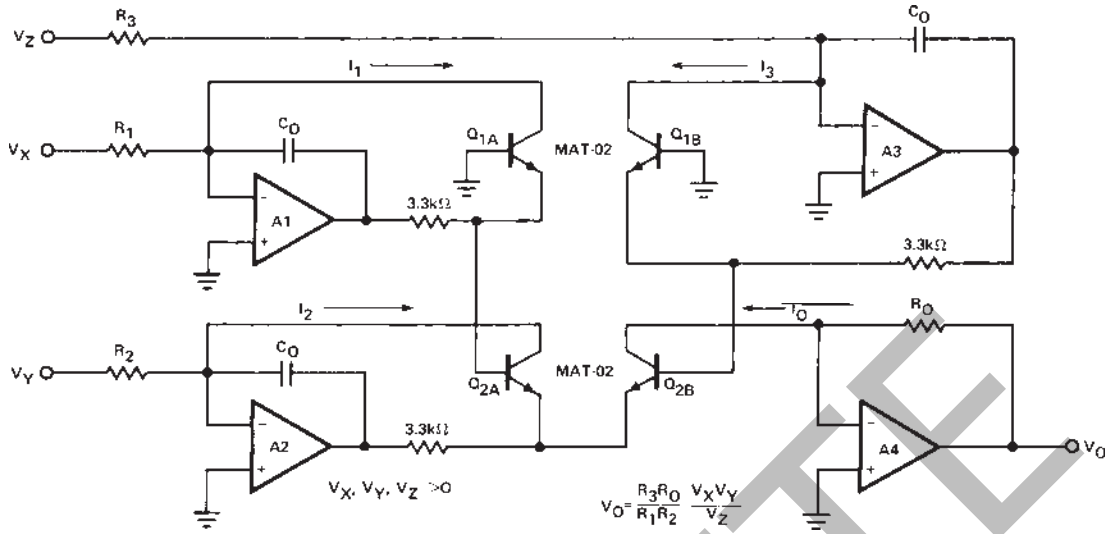 R3
CO
VZ
I1
I3
R1
CO
Q1A
MAT-02
Q1B
VX
−
A3
+
−
A1
+
3.3kΩ
3.3kΩ
I2
IO
RO
R2
CO
VY
Q2A
MAT-02
Q2B
−
A2
+
3.3kΩ
−
A4
+
VO
VX, VY, VZ >0
VO = R3RO/R1R2 VXVY/VZ